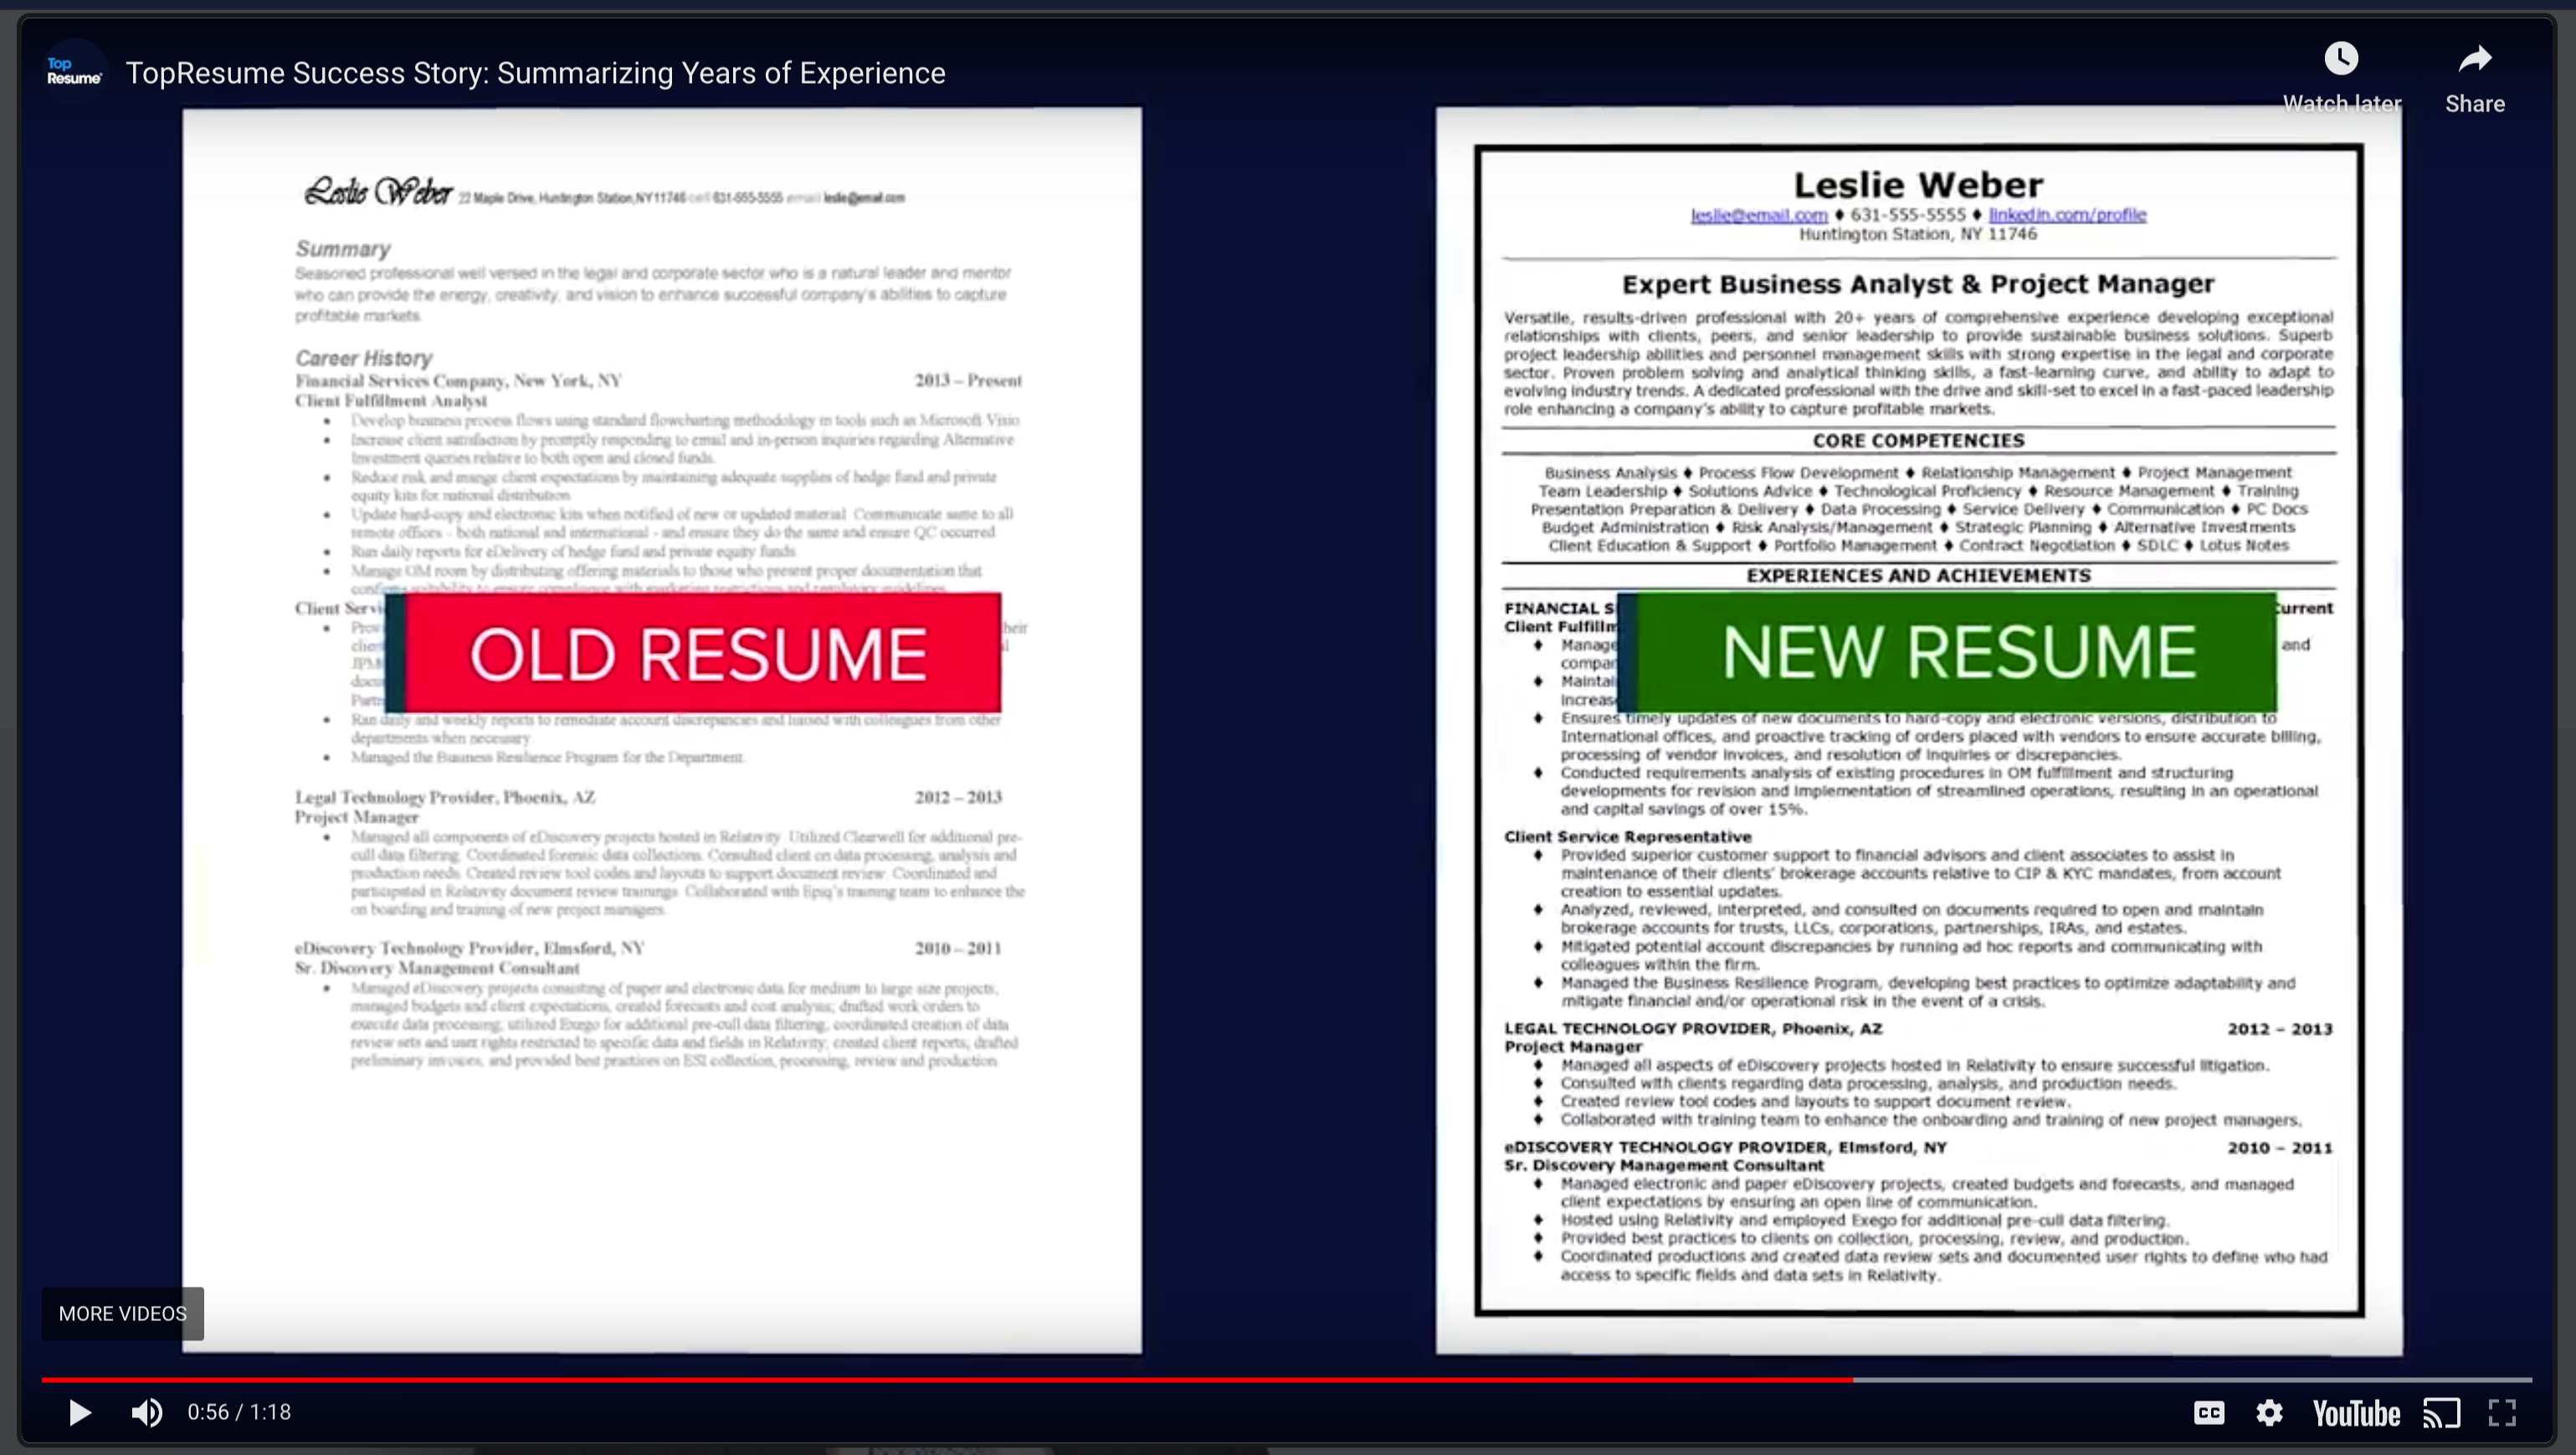 Top
Resume
TopResume Success Story: Summarizing Years of Experience
Watch later
Share
Leslie Weber 22 Maple Drive, Huntington Station, NY 11746 cell 631-555-5555 email leslie@email.com
Summary
Seasoned professional well versed in the legal and corporate sector who is a natural leader and mentor
who can provide the energy, creativity, and vision to enhance successful company's abilities to capture
profitable markets.
Career History
Financial Services Company, New York, NY 2013 – Present
Client Fulfillment Analyst
• Develop business process flows using standard flowcharting methodology in tools such as Microsoft Visio
• Increase client satisfaction by promptly responding to email and in-person inquiries regarding Alternative
Investment queries relative to both open and closed funds.
• Reduce risk and mange client expectations by maintaining adequate supplies of hedge fund and private
equity kits for national distribution
• Update hard-copy and electronic kits when notified of new or updated material. Communicate same to all
remote offices - both national and international - and ensure they do the same and ensure QC occurred
• Run daily reports for eDelivery of hedge fund and private equity funds
• Manage OM room by distributing offering materials to those who present proper documentation that
confirms suitability to ensure compliance with marketing restrictions and regulatory guidelines.
Client Servi
• Prov heir
clien
JPM
docu
Partn
OLD RESUME
• Ran daily and weekly reports to remediate account discrepancies and liaised with colleagues from other
departments when necessary
• Managed the Business Resilience Program for the Department.
Legal Technology Provider, Phoenix, AZ 2012 – 2013
Project Manager
• Managed all components of eDiscovery projects hosted in Relativity. Utilized Clearwell for additional pre-
cull data filtering. Coordinated forensic data collections. Consulted client on data processing, analysis and
production needs. Created review tool codes and layouts to support document review. Coordinated and
participated in Relativity document review trainings. Collaborated with Epiq's training team to enhance the
on boarding and training of new project managers.
eDiscovery Technology Provider, Elmsford, NY 2010 – 2011
Sr. Discovery Management Consultant
• Managed eDiscovery projects consisting of paper and electronic data for medium to large size projects,
managed budgets and client expectations, created forecasts and cost analysis; drafted work orders to
execute data processing, utilized Exego for additional pre-cull data filtering, coordinated creation of data
review sets and user rights restricted to specific data and fields in Relativity; created client reports; drafted
preliminary invoices, and provided best practices on ESI collection, processing, review and production
Leslie Weber
leslie@email.com ♦ 631-555-5555 ♦ linkedin.com/profile
Huntington Station, NY 11746
Expert Business Analyst & Project Manager
Versatile, results-driven professional with 20+ years of comprehensive experience developing exceptional
relationships with clients, peers, and senior leadership to provide sustainable business solutions. Superb
project leadership abilities and personnel management skills with strong expertise in the legal and corporate
sector. Proven problem solving and analytical thinking skills, a fast-learning curve, and ability to adapt to
evolving industry trends. A dedicated professional with the drive and skill-set to excel in a fast-paced leadership
role enhancing a company's ability to capture profitable markets.
CORE COMPETENCIES
Business Analysis ♦ Process Flow Development ♦ Relationship Management ♦ Project Management
Team Leadership ♦ Solutions Advice ♦ Technological Proficiency ♦ Resource Management ♦ Training
Presentation Preparation & Delivery ♦ Data Processing ♦ Service Delivery ♦ Communication ♦ PC Docs
Budget Administration ♦ Risk Analysis/Management ♦ Strategic Planning ♦ Alternative Investments
Client Education & Support ♦ Portfolio Management ♦ Contract Negotiation ♦ SDLC ♦ Lotus Notes
EXPERIENCES AND ACHIEVEMENTS
FINANCIAL S Current
Client Fulfillm
♦ Manage and
compan
♦ Maintai
Increas
NEW RESUME
♦ Ensures timely updates of new documents to hard-copy and electronic versions, distribution to
International offices, and proactive tracking of orders placed with vendors to ensure accurate billing,
processing of vendor invoices, and resolution of inquiries or discrepancies.
♦ Conducted requirements analysis of existing procedures in OM fulfillment and structuring
developments for revision and implementation of streamlined operations, resulting in an operational
and capital savings of over 15%.
Client Service Representative
♦ Provided superior customer support to financial advisors and client associates to assist in
maintenance of their clients' brokerage accounts relative to CIP & KYC mandates, from account
creation to essential updates.
♦ Analyzed, reviewed, interpreted, and consulted on documents required to open and maintain
brokerage accounts for trusts, LLCs, corporations, partnerships, IRAs, and estates.
♦ Mitigated potential account discrepancies by running ad hoc reports and communicating with
colleagues within the firm.
♦ Managed the Business Resilience Program, developing best practices to optimize adaptability and
mitigate financial and/or operational risk in the event of a crisis.
LEGAL TECHNOLOGY PROVIDER, Phoenix, AZ 2012 – 2013
Project Manager
♦ Managed all aspects of eDiscovery projects hosted in Relativity to ensure successful litigation.
♦ Consulted with clients regarding data processing, analysis, and production needs.
♦ Created review tool codes and layouts to support document review.
♦ Collaborated with training team to enhance the onboarding and training of new project managers.
eDISCOVERY TECHNOLOGY PROVIDER, Elmsford, NY 2010 – 2011
Sr. Discovery Management Consultant
♦ Managed electronic and paper eDiscovery projects, created budgets and forecasts, and managed
client expectations by ensuring an open line of communication.
♦ Hosted using Relativity and employed Exego for additional pre-cull data filtering.
♦ Provided best practices to clients on collection, processing, review, and production.
♦ Coordinated productions and created data review sets and documented user rights to define who had
access to specific fields and data sets in Relativity.
MORE VIDEOS
0:56 / 1:18
CC
YouTube